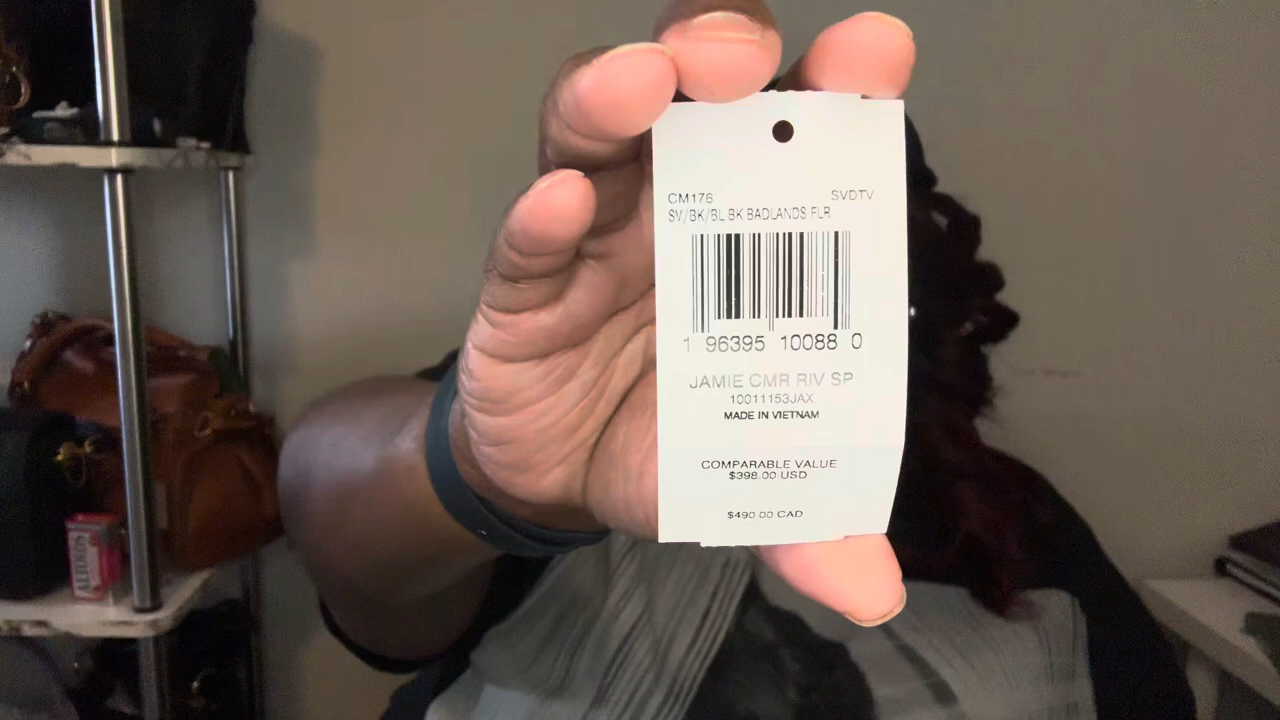 CM176 SVDTV
SV/BK/BL BK BADLANDS FLR
1 96395 10088 0
JAMIE CMR RIV SP
10011153JAX
MADE IN VIETNAM
COMPARABLE VALUE
$398.00 USD
$490.00 CAD
ALTOIDS